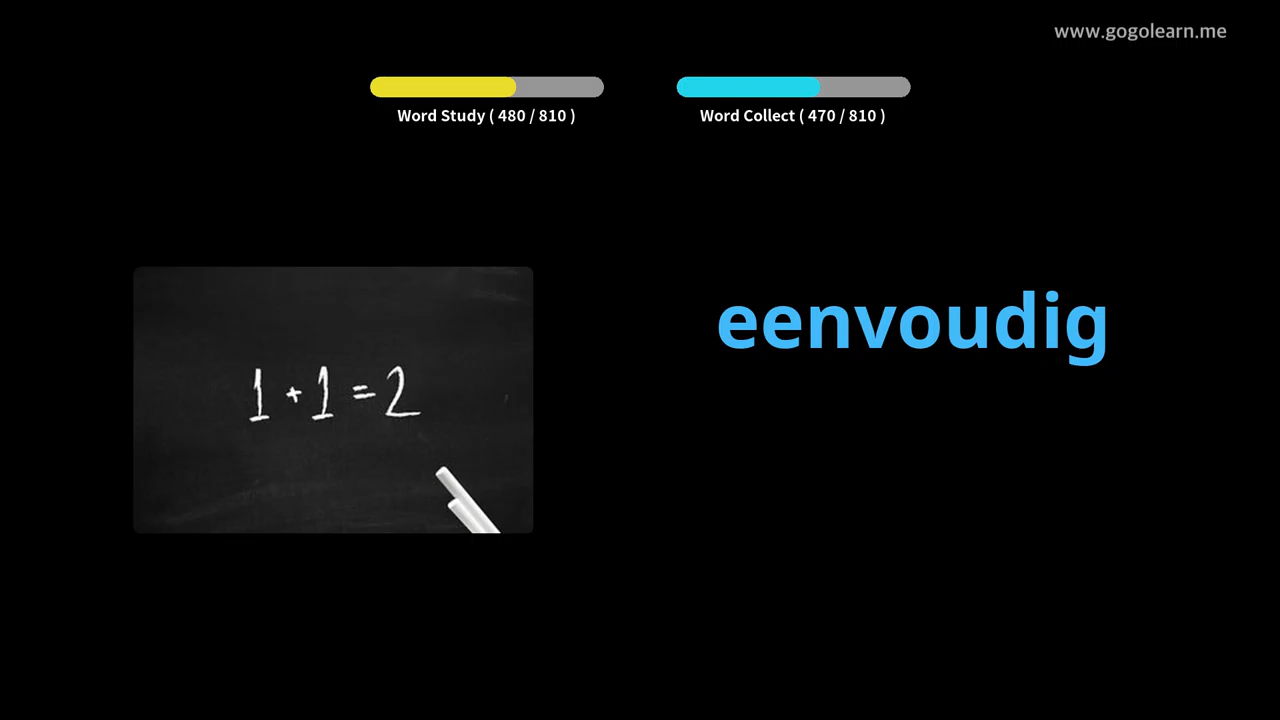 www.gogolearn.me
Word Study ( 480 / 810 )
Word Collect ( 470 / 810 )
eenvoudig
1 + 1 = 2